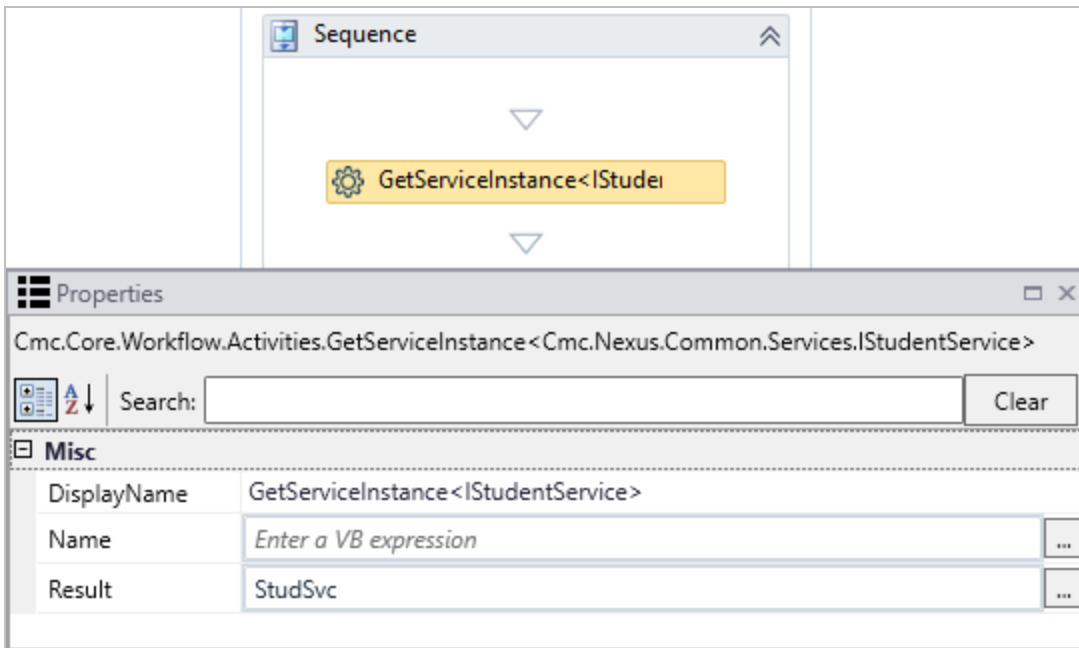 Sequence
GetServiceInstance<IStuder
Properties
Cmc.Core.Workflow.Activities.GetServiceInstance<Cmc.Nexus.Common.Services.IStudentService>
A Z Search: Clear
Misc
DisplayName GetServiceInstance<IStudentService>
Name Enter a VB expression ...
Result StudSvc ...